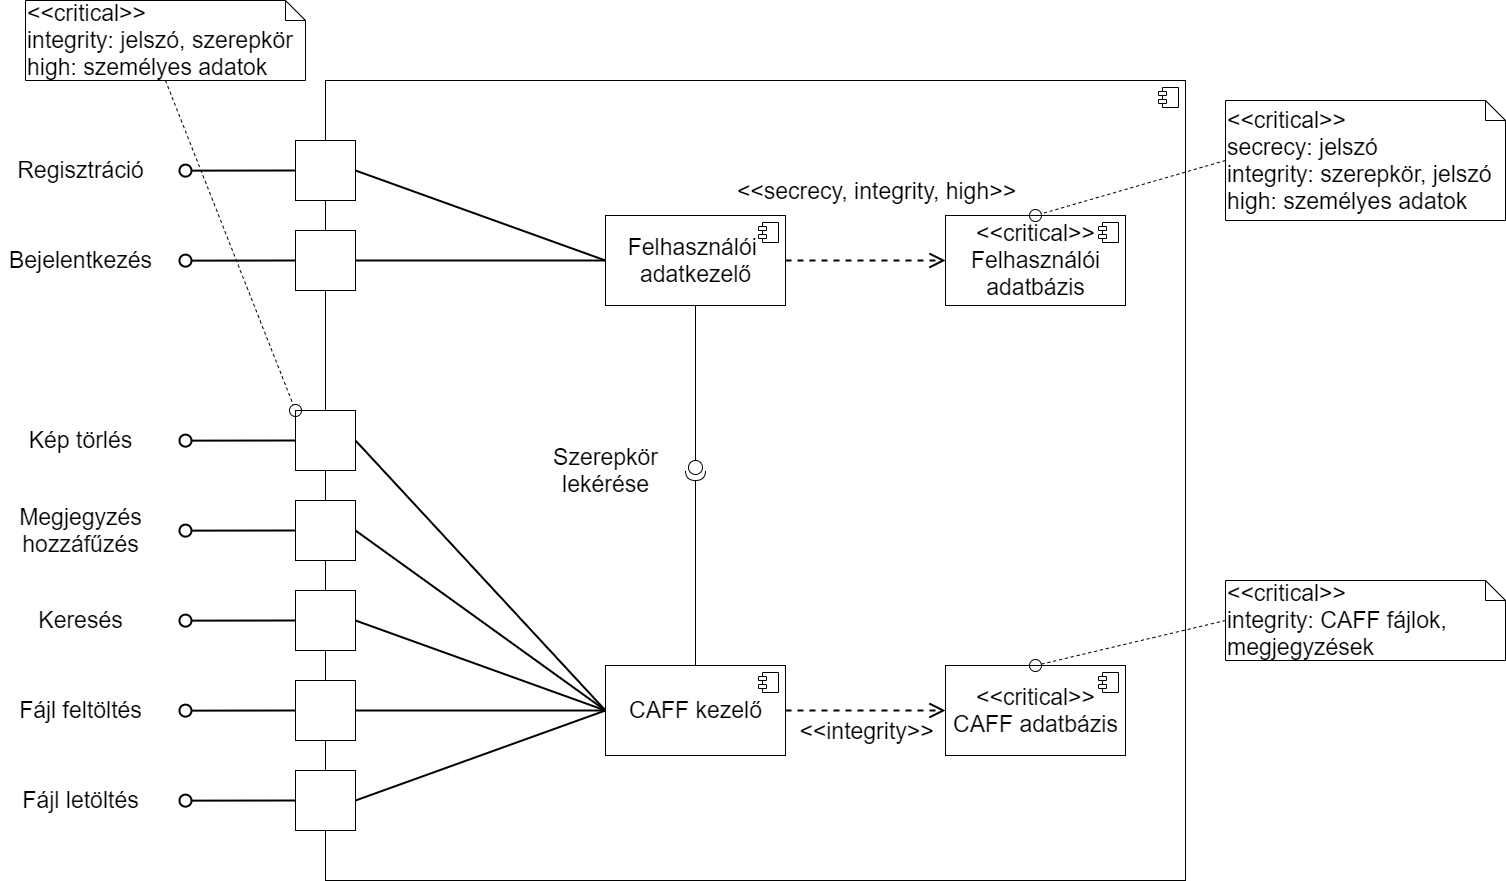 <<critical>>
integrity: jelszó, szerepkör
high: személyes adatok
<<critical>>
secrecy: jelszó
integrity: szerepkör, jelszó
high: személyes adatok
Regisztráció
<<secrecy, integrity, high>>
Bejelentkezés
Felhasználói
adatkezelő
<<critical>>
Felhasználói
adatbázis
Kép törlés
Szerepkör
lekérése
Megjegyzés
hozzáfűzés
Keresés
<<critical>>
integrity: CAFF fájlok,
megjegyzések
Fájl feltöltés
CAFF kezelő
<<integrity>>
<<critical>>
CAFF adatbázis
Fájl letöltés